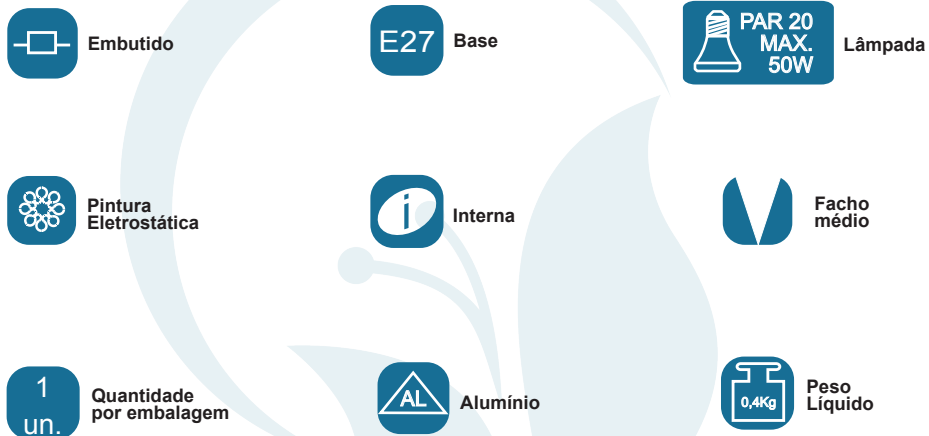 Embutido
E27
Base
PAR 20
MAX.
50W
Lâmpada
Pintura
Eletrostática
i
Interna
Facho
médio
1
un.
Quantidade
por embalagem
AL
Alumínio
0,4Kg
Peso
Líquido